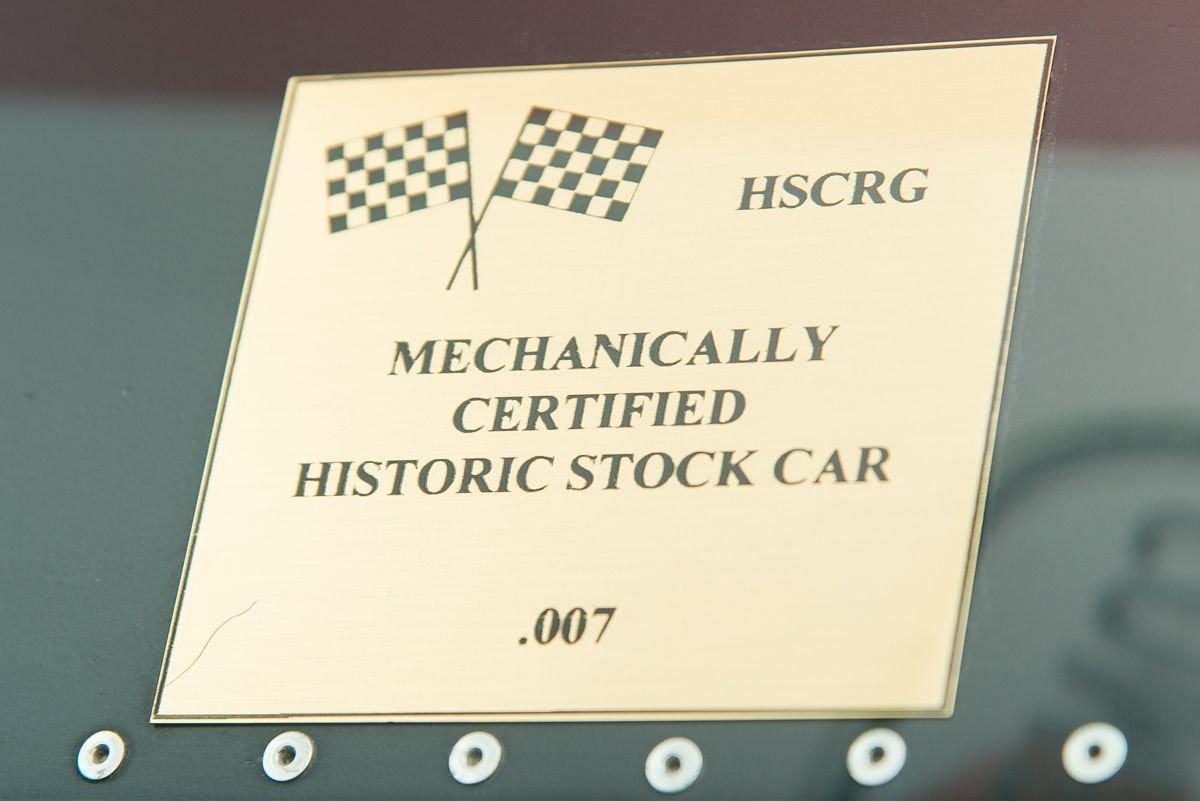 HSCRG
MECHANICALLY
CERTIFIED
HISTORIC STOCK CAR
.007